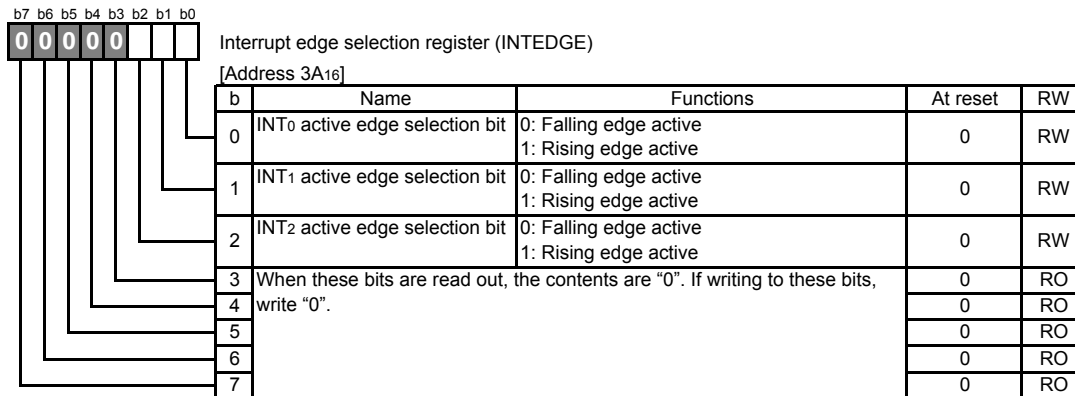 b7 b6 b5 b4 b3 b2 b1 b0
0 0 0 0 0
Interrupt edge selection register (INTEDGE)
[Address 3A16]
b Name Functions At reset RW
0 INT0 active edge selection bit 0: Falling edge active 0 RW
1: Rising edge active
1 INT1 active edge selection bit 0: Falling edge active 0 RW
1: Rising edge active
2 INT2 active edge selection bit 0: Falling edge active 0 RW
1: Rising edge active
3 When these bits are read out, the contents are “0”. If writing to these bits, 0 RO
4 write “0”. 0 RO
5 0 RO
6 0 RO
7 0 RO